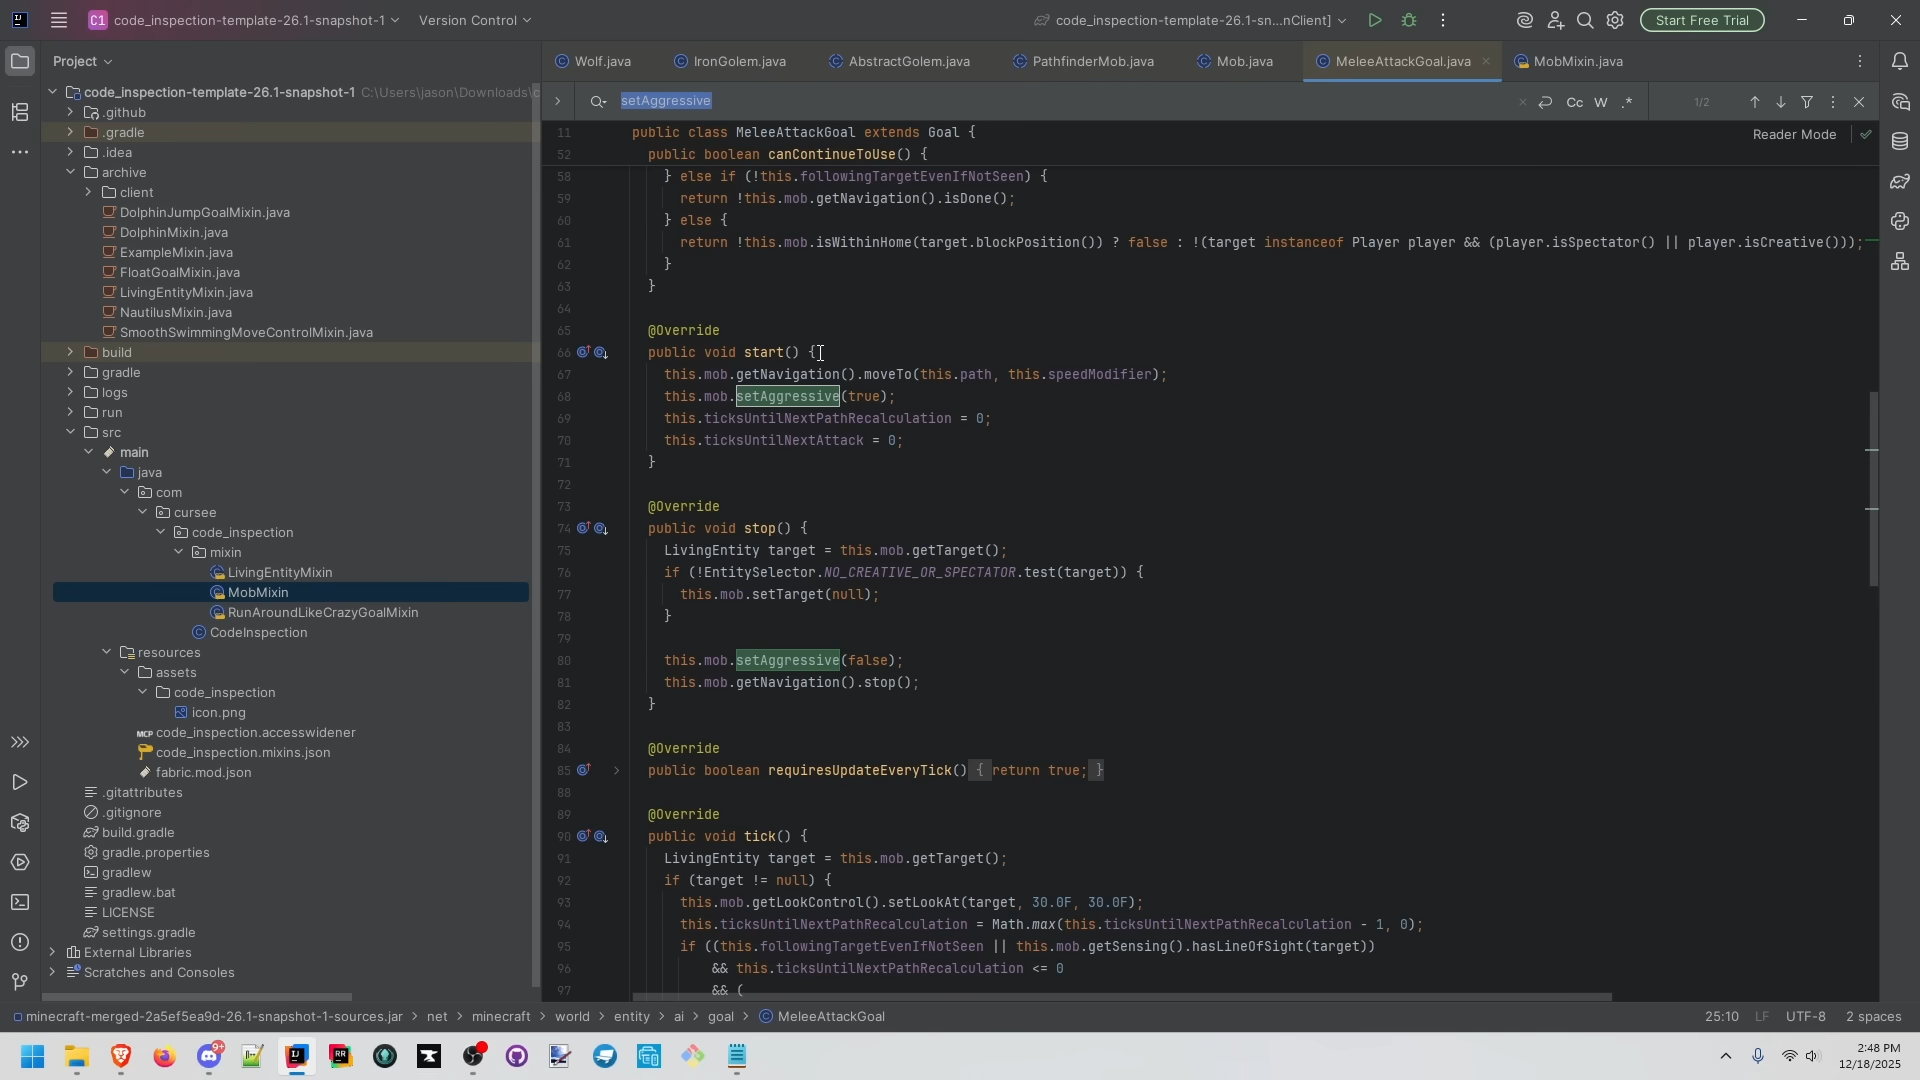 C1 code_inspection-template-26.1-snapshot-1 Version Control code_inspection-template-26.1-sn...nClient] Start Free Trial
Project
Wolf.java IronGolem.java AbstractGolem.java PathfinderMob.java Mob.java MeleeAttackGoal.java MobMixin.java
setAggressive Cc W .* 1/2
Reader Mode
code_inspection-template-26.1-snapshot-1 C:\Users\jason\Downloads\c
.github
.gradle
.idea
archive
client
DolphinJumpGoalMixin.java
DolphinMixin.java
ExampleMixin.java
FloatGoalMixin.java
LivingEntityMixin.java
NautilusMixin.java
SmoothSwimmingMoveControlMixin.java
build
gradle
logs
run
src
main
java
com
cursee
code_inspection
mixin
LivingEntityMixin
MobMixin
RunAroundLikeCrazyGoalMixin
CodeInspection
resources
assets
code_inspection
icon.png
code_inspection.accesswidener
code_inspection.mixins.json
fabric.mod.json
.gitattributes
.gitignore
build.gradle
gradle.properties
gradlew
gradlew.bat
LICENSE
settings.gradle
External Libraries
Scratches and Consoles
11 public class MeleeAttackGoal extends Goal {
52 public boolean canContinueToUse() {
58 } else if (!this.followingTargetEvenIfNotSeen) {
59 return !this.mob.getNavigation().isDone();
60 } else {
61 return !this.mob.isWithinHome(target.blockPosition()) ? false : !(target instanceof Player player && (player.isSpectator() || player.isCreative()));
62 }
63 }
64
65 @Override
66 public void start() {
67 this.mob.getNavigation().moveTo(this.path, this.speedModifier);
68 this.mob.setAggressive(true);
69 this.ticksUntilNextPathRecalculation = 0;
70 this.ticksUntilNextAttack = 0;
71 }
72
73 @Override
74 public void stop() {
75 LivingEntity target = this.mob.getTarget();
76 if (!EntitySelector.NO_CREATIVE_OR_SPECTATOR.test(target)) {
77 this.mob.setTarget(null);
78 }
79
80 this.mob.setAggressive(false);
81 this.mob.getNavigation().stop();
82 }
83
84 @Override
85 public boolean requiresUpdateEveryTick() { return true; }
88
89 @Override
90 public void tick() {
91 LivingEntity target = this.mob.getTarget();
92 if (target != null) {
93 this.mob.getLookControl().setLookAt(target, 30.0F, 30.0F);
94 this.ticksUntilNextPathRecalculation = Math.max(this.ticksUntilNextPathRecalculation - 1, 0);
95 if ((this.followingTargetEvenIfNotSeen || this.mob.getSensing().hasLineOfSight(target))
96 && this.ticksUntilNextPathRecalculation <= 0
97 && (
minecraft-merged-2a5ef5ea9d-26.1-snapshot-1-sources.jar > net > minecraft > world > entity > ai > goal > MeleeAttackGoal 25:10 LF UTF-8 2 spaces
9+
RR
2:48 PM
12/18/2025